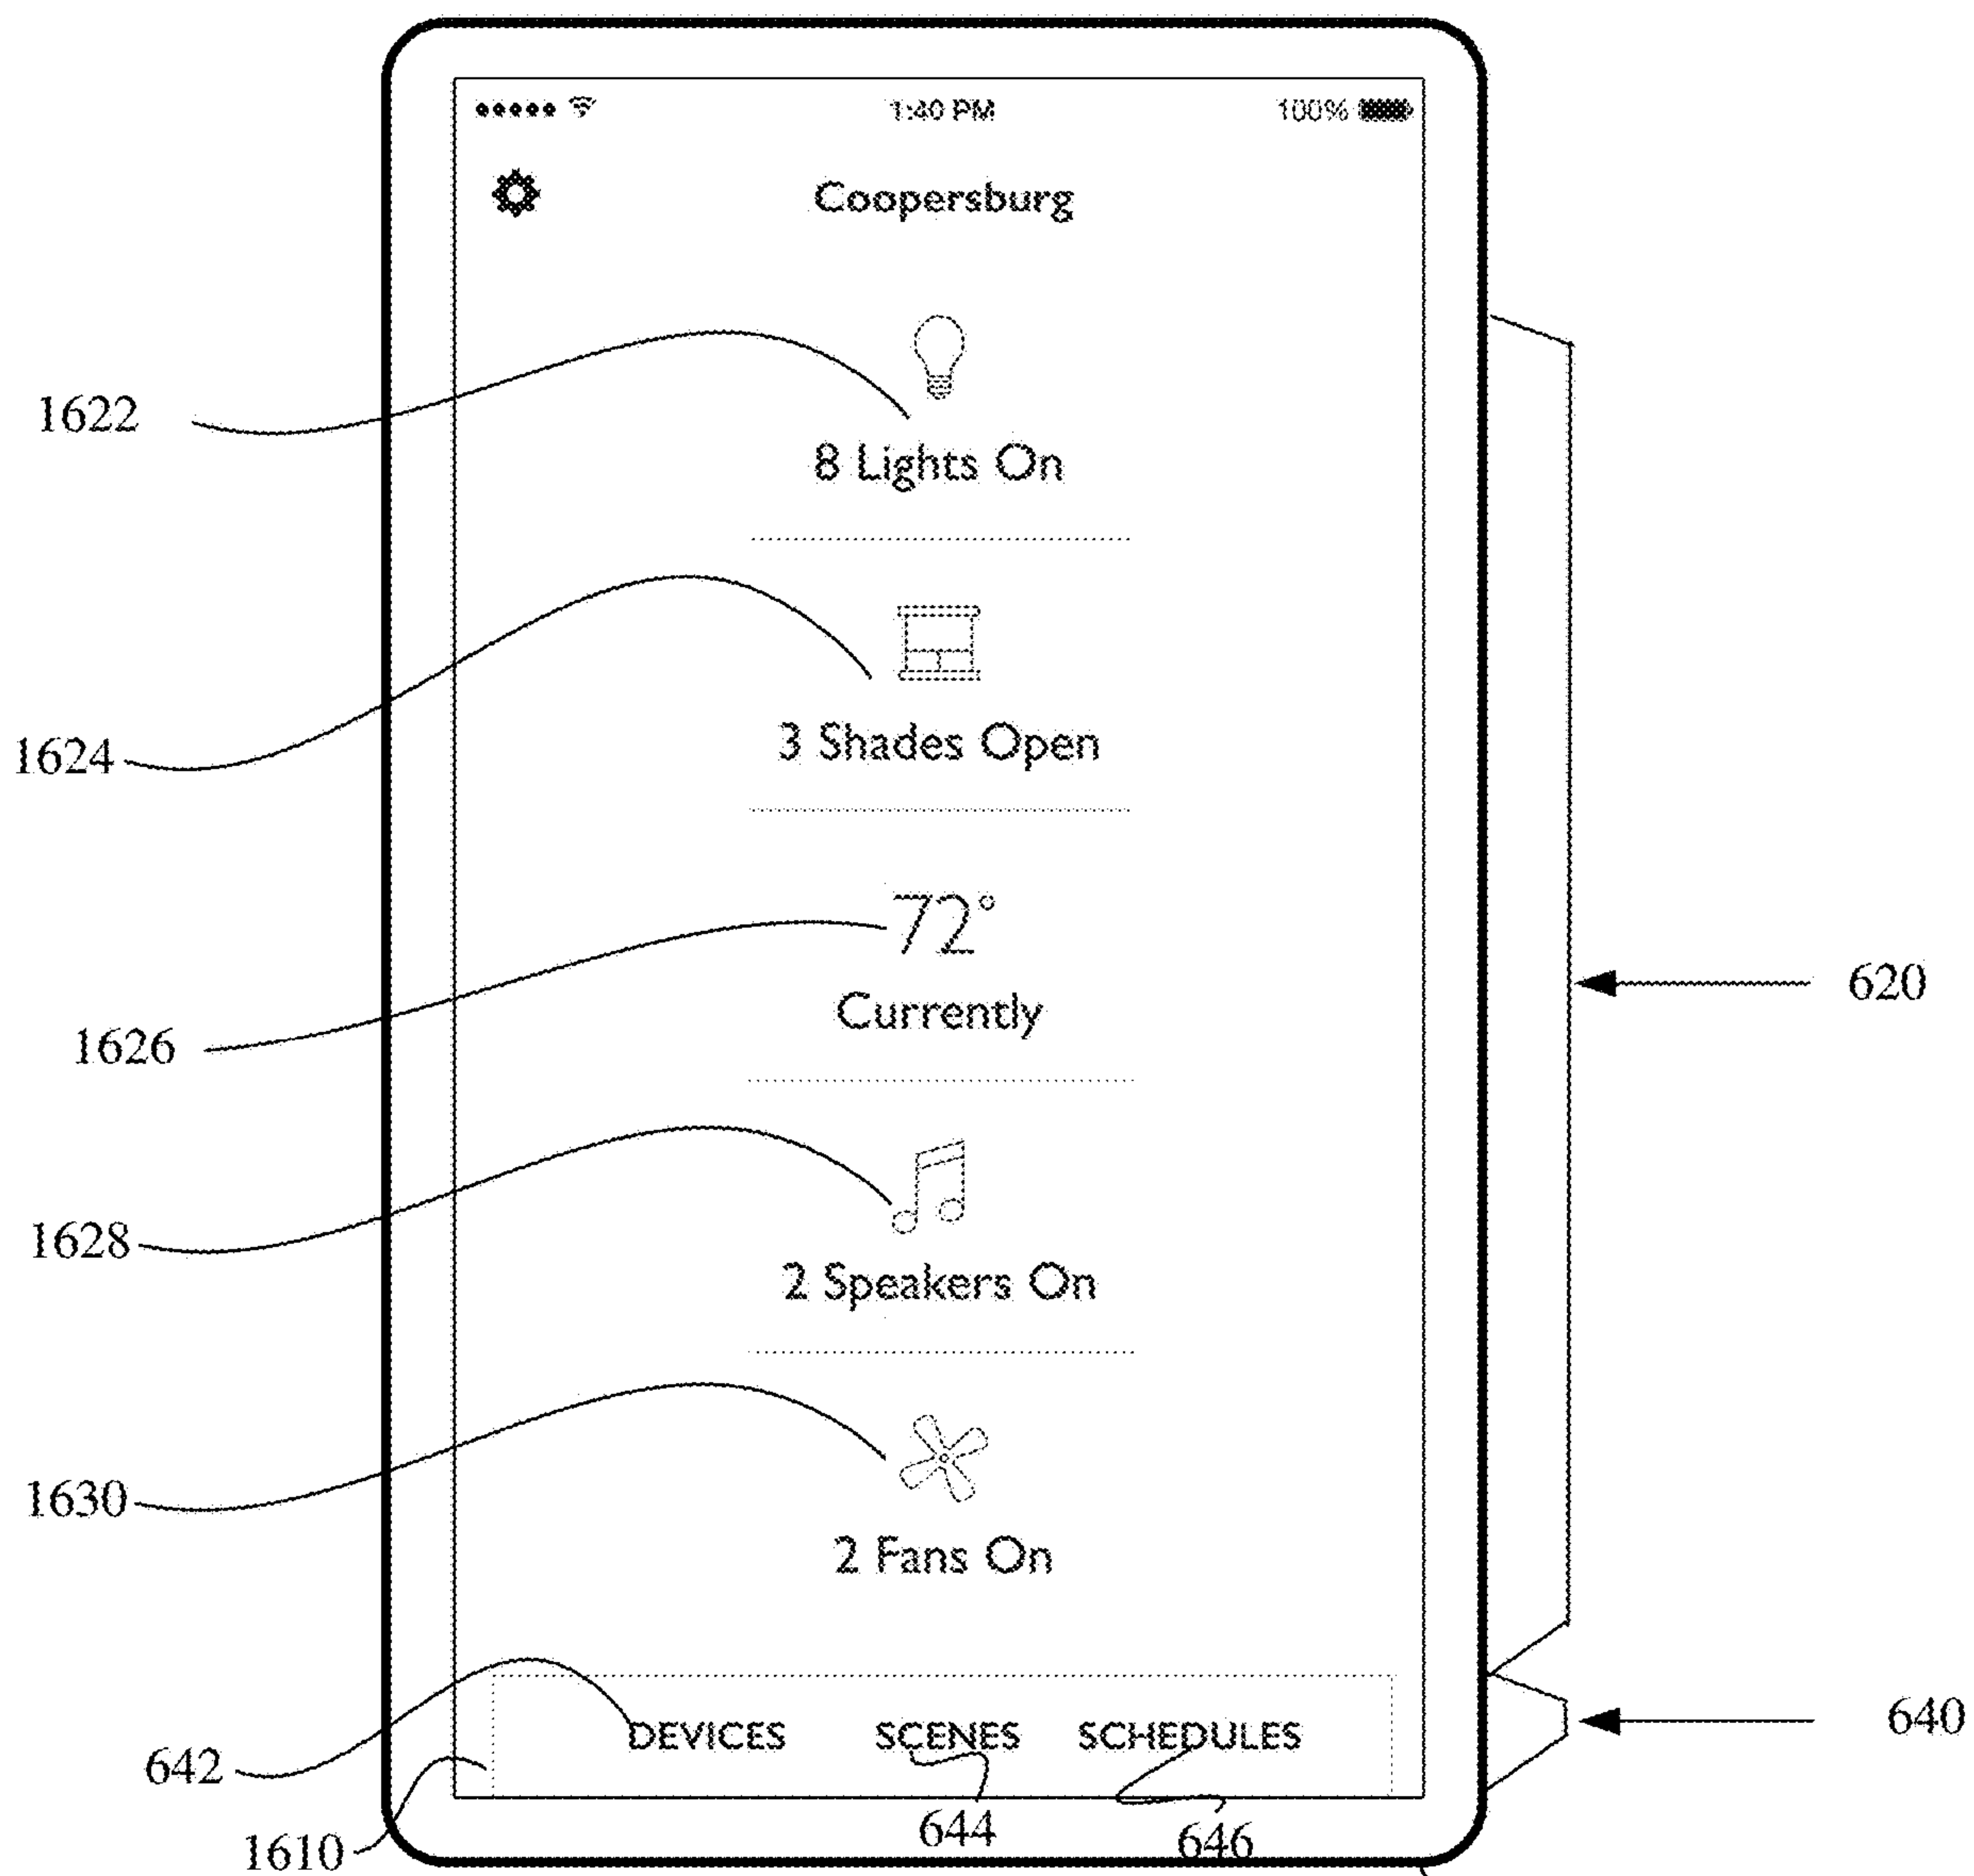 1:40 PM 100%
Coopersburg
1622
8 Lights On
1624
3 Shades Open
72°
620
Currently
1626
1628
2 Speakers On
1630
2 Fans On
DEVICES SCENES SCHEDULES
640
642
644
646
1610